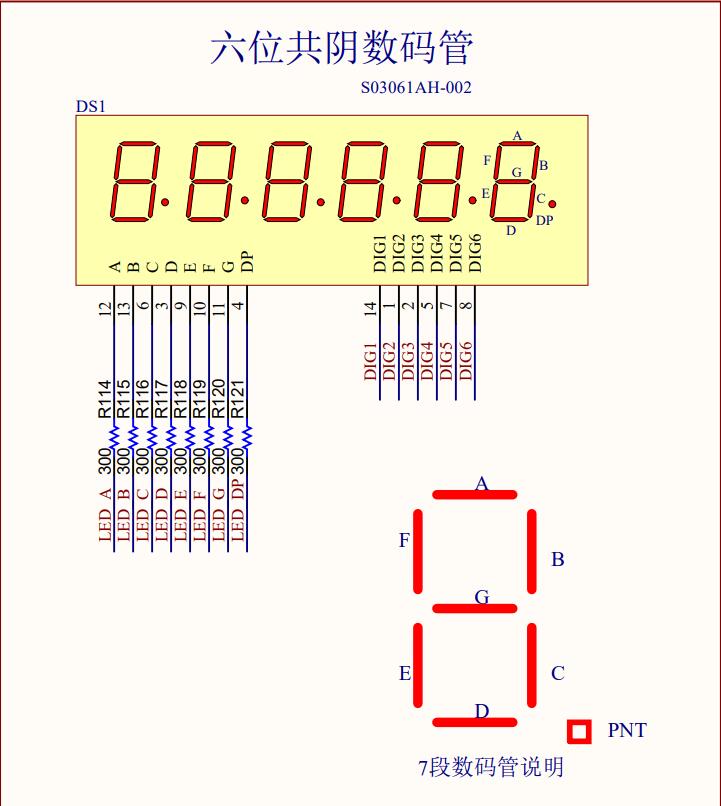 六位共阴数码管
S03061AH-002
DS1
A
F
B
G
E
C
DP
D
A B C D E F G DP
DIG1 DIG2 DIG3 DIG4 DIG5 DIG6
12 13 6 3 9 10 11 4
14 1 2 5 7 8
DIG1 DIG2 DIG3 DIG4 DIG5 DIG6
R114 R115 R116 R117 R118 R119 R120 R121
300 300 300 300 300 300 300 300
LED A LED B LED C LED D LED E LED F LED G LED DP
A
F
B
G
E
C
D
PNT
7段数码管说明